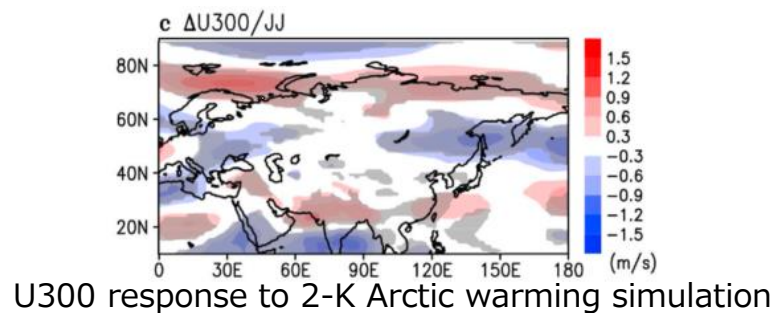 c ΔU300/JJ
80N
60N
40N
20N
0 30E 60E 90E 120E 150E 180
1.5
1.2
0.9
0.6
0.3
−0.3
−0.6
−0.9
−1.2
−1.5
(m/s)
U300 response to 2-K Arctic warming simulation